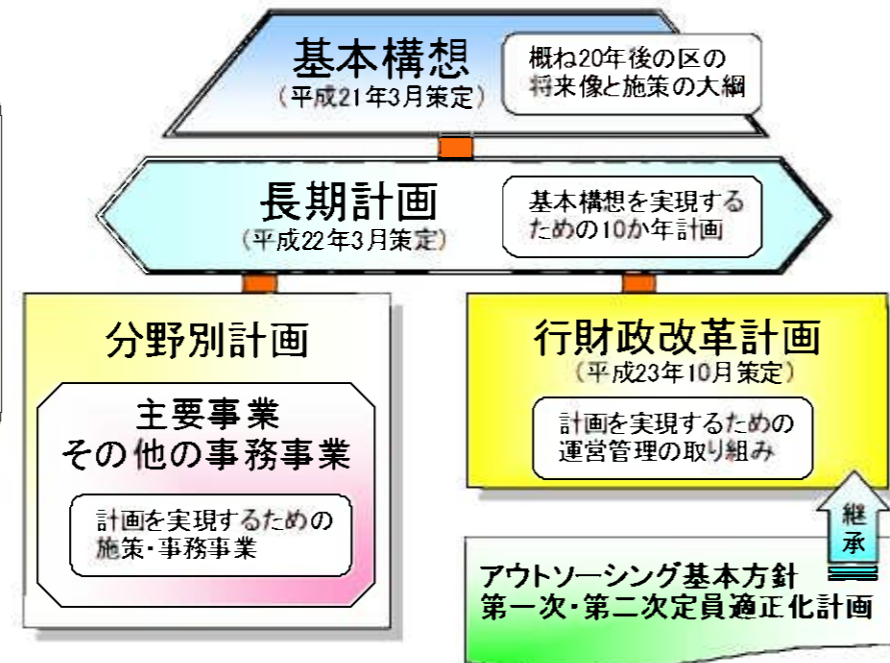 基本構想
（平成21年3月策定）
概ね20年後の区の
将来像と施策の大綱
長期計画
（平成22年3月策定）
基本構想を実現する
ための10か年計画
分野別計画
主要事業
その他の事務事業
計画を実現するための
施策・事務事業
行財政改革計画
（平成23年10月策定）
計画を実現するための
運営管理の取り組み
継
承
アウトソーシング基本方針
第一次・第二次定員適正化計画